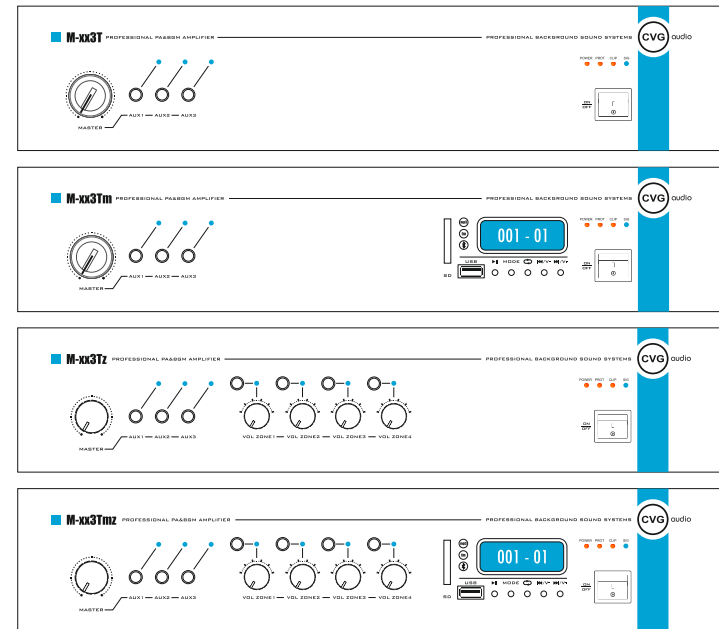 M-xx3T PROFESSIONAL PA&BGM AMPLIFIER PROFESSIONAL BACKGROUND SOUND SYSTEMS CVG audio
POWER PROT CLIP SIG
ON
OFF
AUX1 AUX2 AUX3
MASTER
M-xx3Tm PROFESSIONAL PA&BGM AMPLIFIER PROFESSIONAL BACKGROUND SOUND SYSTEMS CVG audio
POWER PROT CLIP SIG
001 - 01
USB MODE V- V+
ON
OFF
SD
AUX1 AUX2 AUX3
MASTER
M-xx3Tz PROFESSIONAL PA&BGM AMPLIFIER PROFESSIONAL BACKGROUND SOUND SYSTEMS CVG audio
POWER PROT CLIP SIG
ON
OFF
AUX1 AUX2 AUX3 VOL ZONE1 VOL ZONE2 VOL ZONE3 VOL ZONE4
MASTER
M-xx3Tmz PROFESSIONAL PA&BGM AMPLIFIER PROFESSIONAL BACKGROUND SOUND SYSTEMS CVG audio
POWER PROT CLIP SIG
001 - 01
USB MODE V- V+
ON
OFF
SD
AUX1 AUX2 AUX3 VOL ZONE1 VOL ZONE2 VOL ZONE3 VOL ZONE4
MASTER